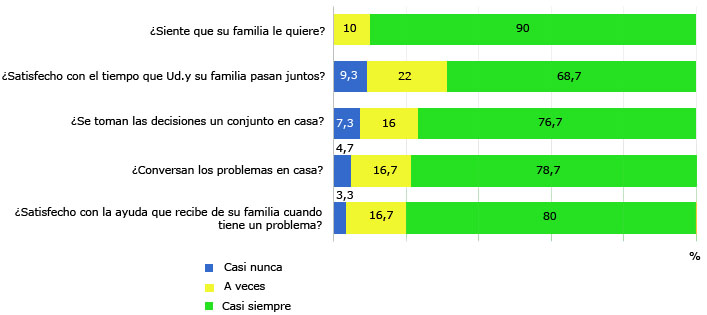 ¿Siente que su familia le quiere?
10 90
¿Satisfecho con el tiempo que Ud.y su familia pasan juntos?
9,3 22 68,7
¿Se toman las decisiones un conjunto en casa?
7,3 16 76,7
4,7
¿Conversan los problemas en casa?
16,7 78,7
3,3
¿Satisfecho con la ayuda que recibe de su familia cuando
tiene un problema?
16,7 80
%
Casi nunca
A veces
Casi siempre